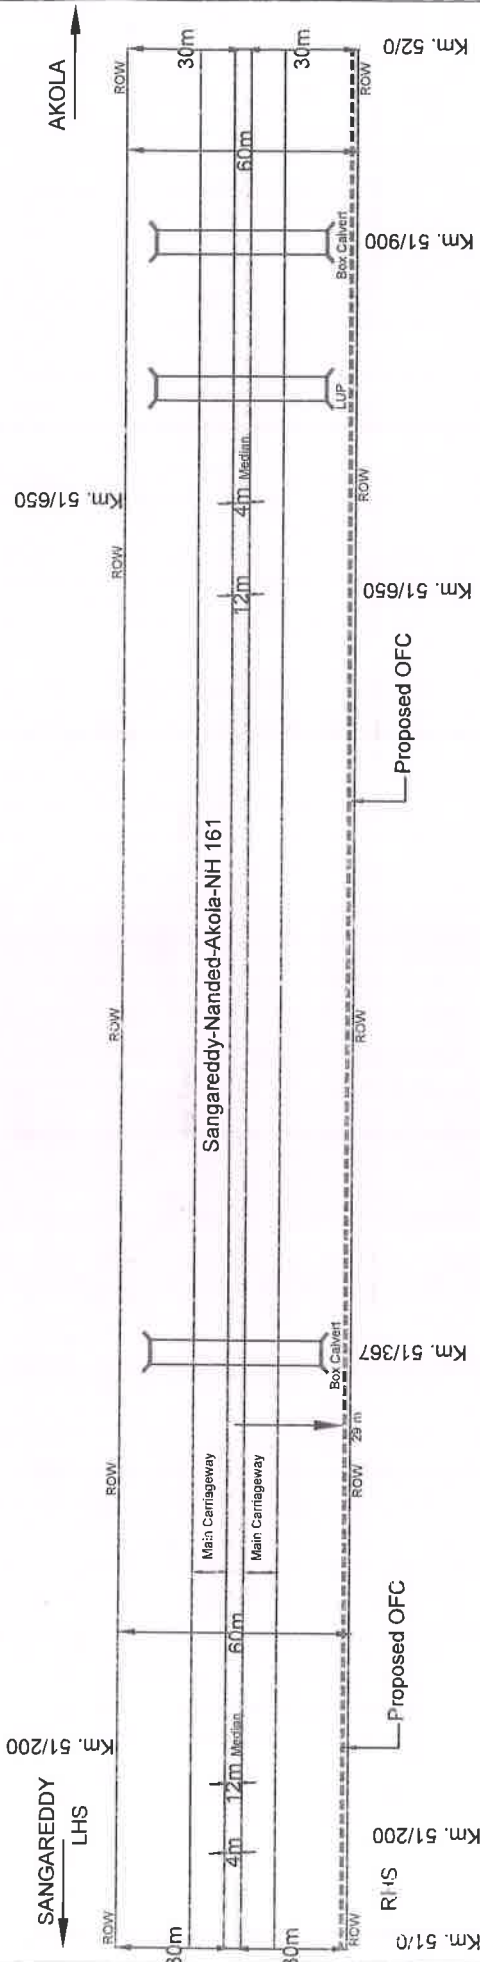 AKOLA
Km. 52/0
30m
30m
ROW
ROW
60m
Km. 51/900
Box Calvert
LUP
Km. 51/650
4m Median
ROW
ROW
12m
Km. 51/650
Proposed OFC
Sangareddy-Nanded-Akola-NH 161
ROW
ROW
Km. 51/367
Box Calvert
29 m
ROW
ROW
Main Carriageway
Main Carriageway
60m
Proposed OFC
Km. 51/200
12m Median
4m
Km. 51/200
SANGAREDDY
LHS
RHS
ROW
ROW
Km. 51/0